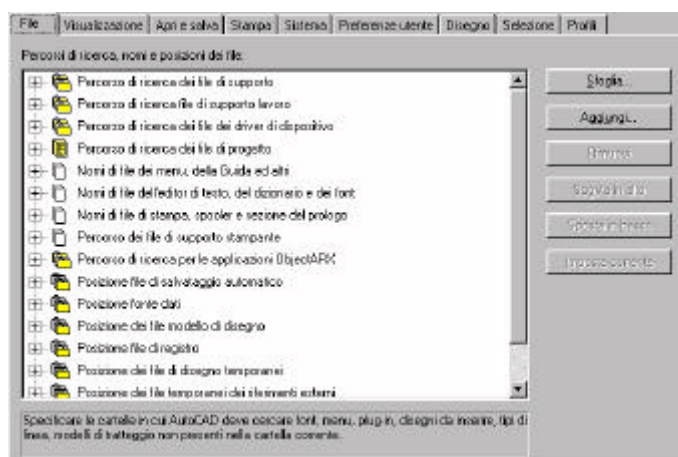 File Visualizzazione Apri e salva Stampa Sistema Preferenze utente Disegno Selezione Profili
Percorsi di ricerca, nomi e posizioni dei file:
Percorso di ricerca dei file di supporto
Percorso di ricerca file di supporto lavoro
Percorso di ricerca dei file dei driver di dispositivo
Percorso di ricerca dei file di progetto
Nomi di file dei menu, della Guida ed altri
Nomi di file dell'editor di testo, del dizionario e dei font
Nomi di file di stampa, spooler e sezione del prologo
Percorso dei file di supporto stampante
Percorso di ricerca per le applicazioni ObjectARX
Posizione file di salvataggio automatico
Posizione fonte dati
Posizione dei file modello di disegno
Posizione file di registro
Posizione dei file di disegno temporanei
Posizione dei file temporanei dei riferimenti esterni
Sfoglia...
Aggiungi...
Rimuovi
Sposta in alto
Sposta in basso
Imposta corrente
Specificare le cartelle in cui AutoCAD deve cercare font, menu, plug-in, disegni da inserire, tipi di
linea, modelli di tratteggio non presenti nella cartella corrente.